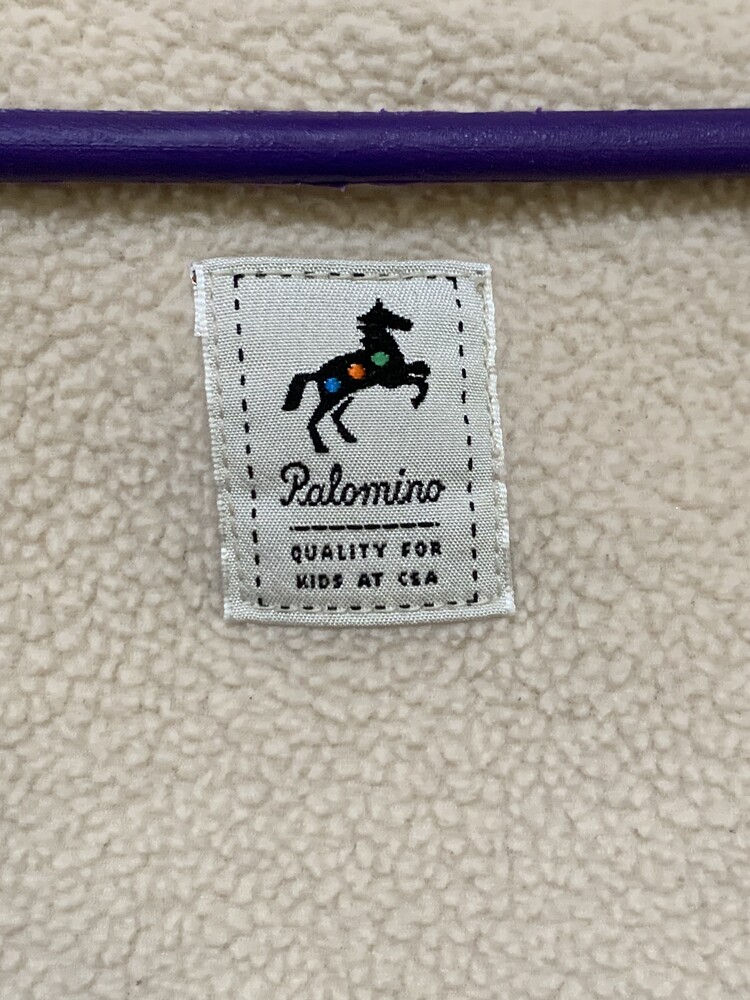 Palomino
QUALITY FOR
KIDS AT C&A